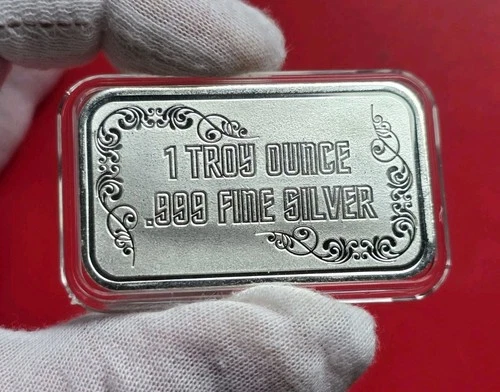 1 TROY OUNCE
.999 FINE SILVER